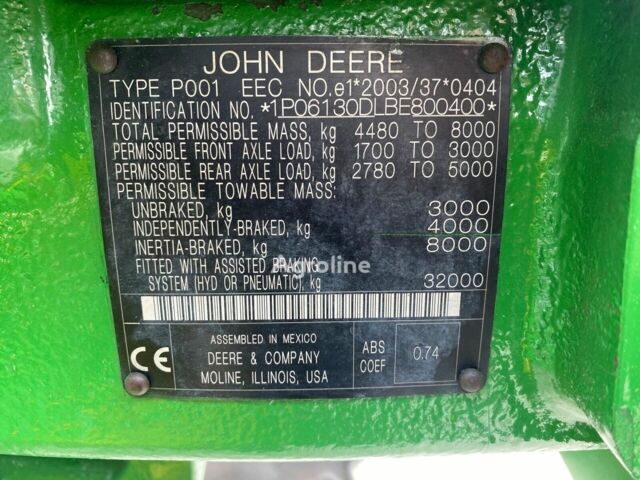 JOHN DEERE
TYPE P001 EEC NO.e1*2003/37*0404
IDENTIFICATION NO. *1P06130DLBE800400*
TOTAL PERMISSIBLE MASS, kg 4480 TO 8000
PERMISSIBLE FRONT AXLE LOAD, kg 1700 TO 3000
PERMISSIBLE REAR AXLE LOAD, kg 2780 TO 5000
PERMISSIBLE TOWABLE MASS:
UNBRAKED, kg 3000
INDEPENDENTLY-BRAKED, kg 4000
INERTIA-BRAKED, kg 8000
FITTED WITH ASSISTED BRAKING
Agroline
SYSTEM (HYD OR PNEUMATIC), kg 32000
CE
ASSEMBLED IN MEXICO
DEERE & COMPANY
MOLINE, ILLINOIS, USA
ABS
COEF
0.74